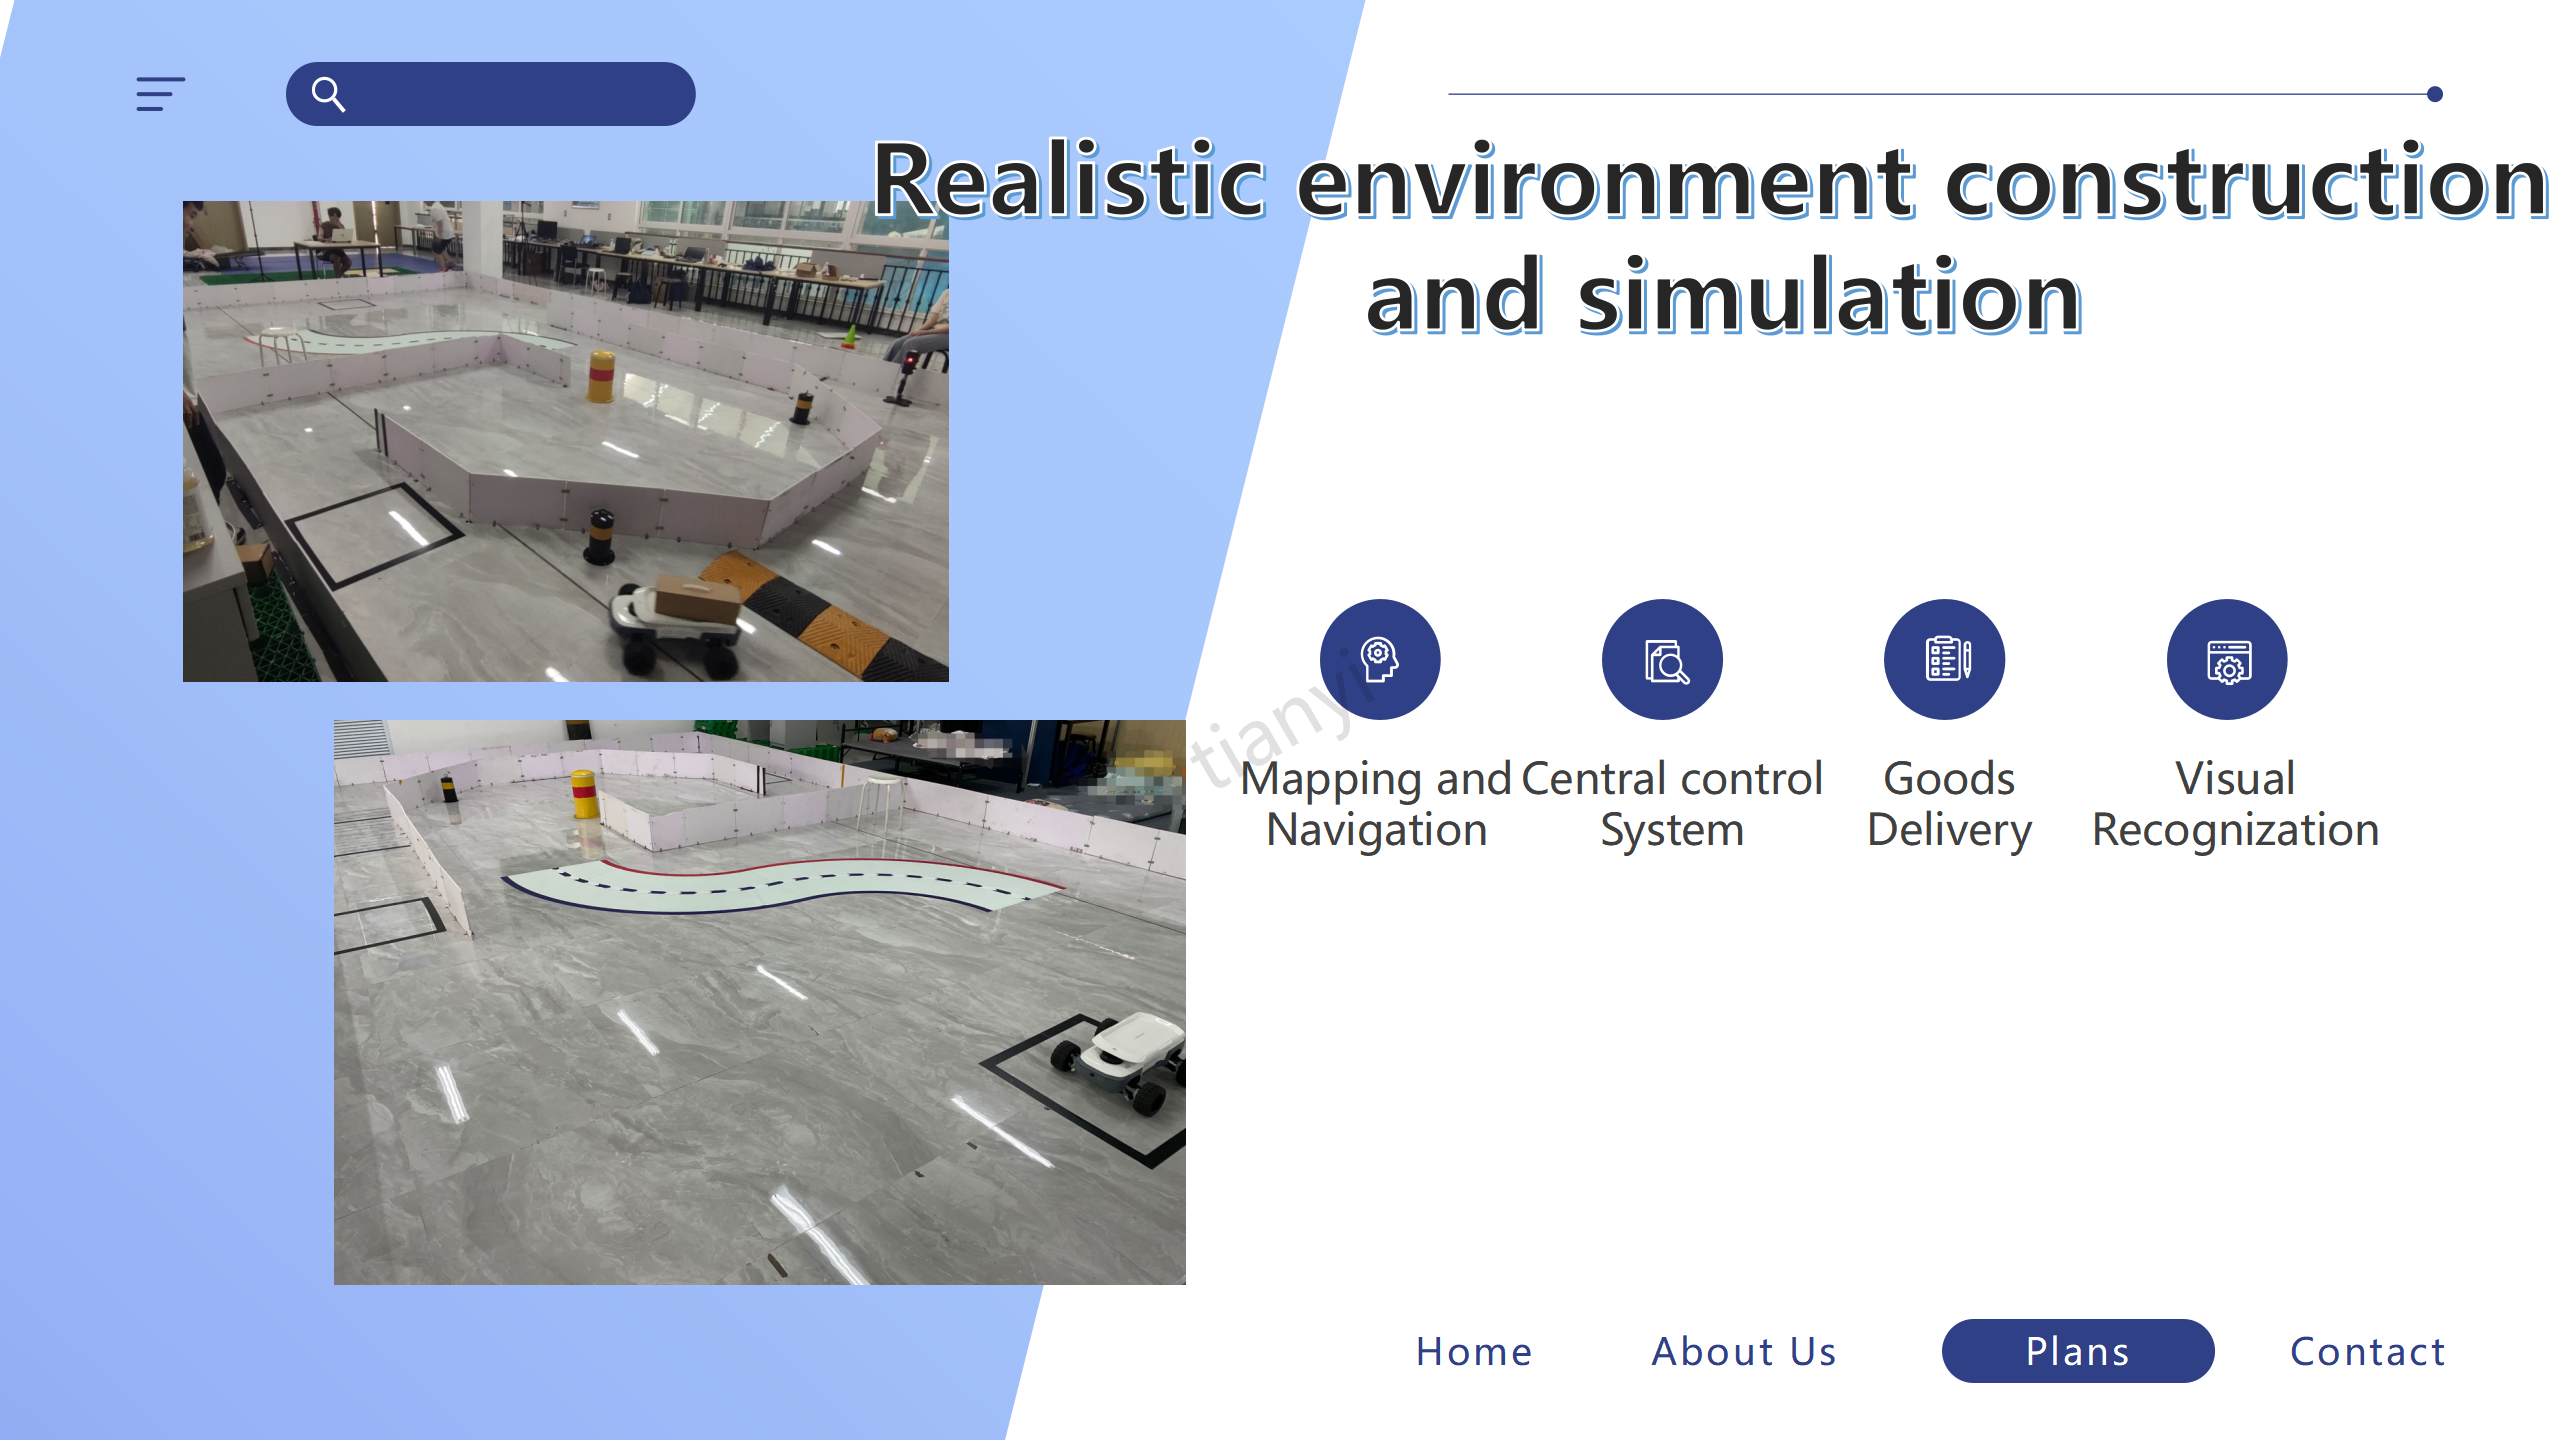 Realistic environment construction
and simulation
tianyi
Mapping and
Navigation
Central control
System
Goods
Delivery
Visual
Recognization
Home
About Us
Plans
Contact